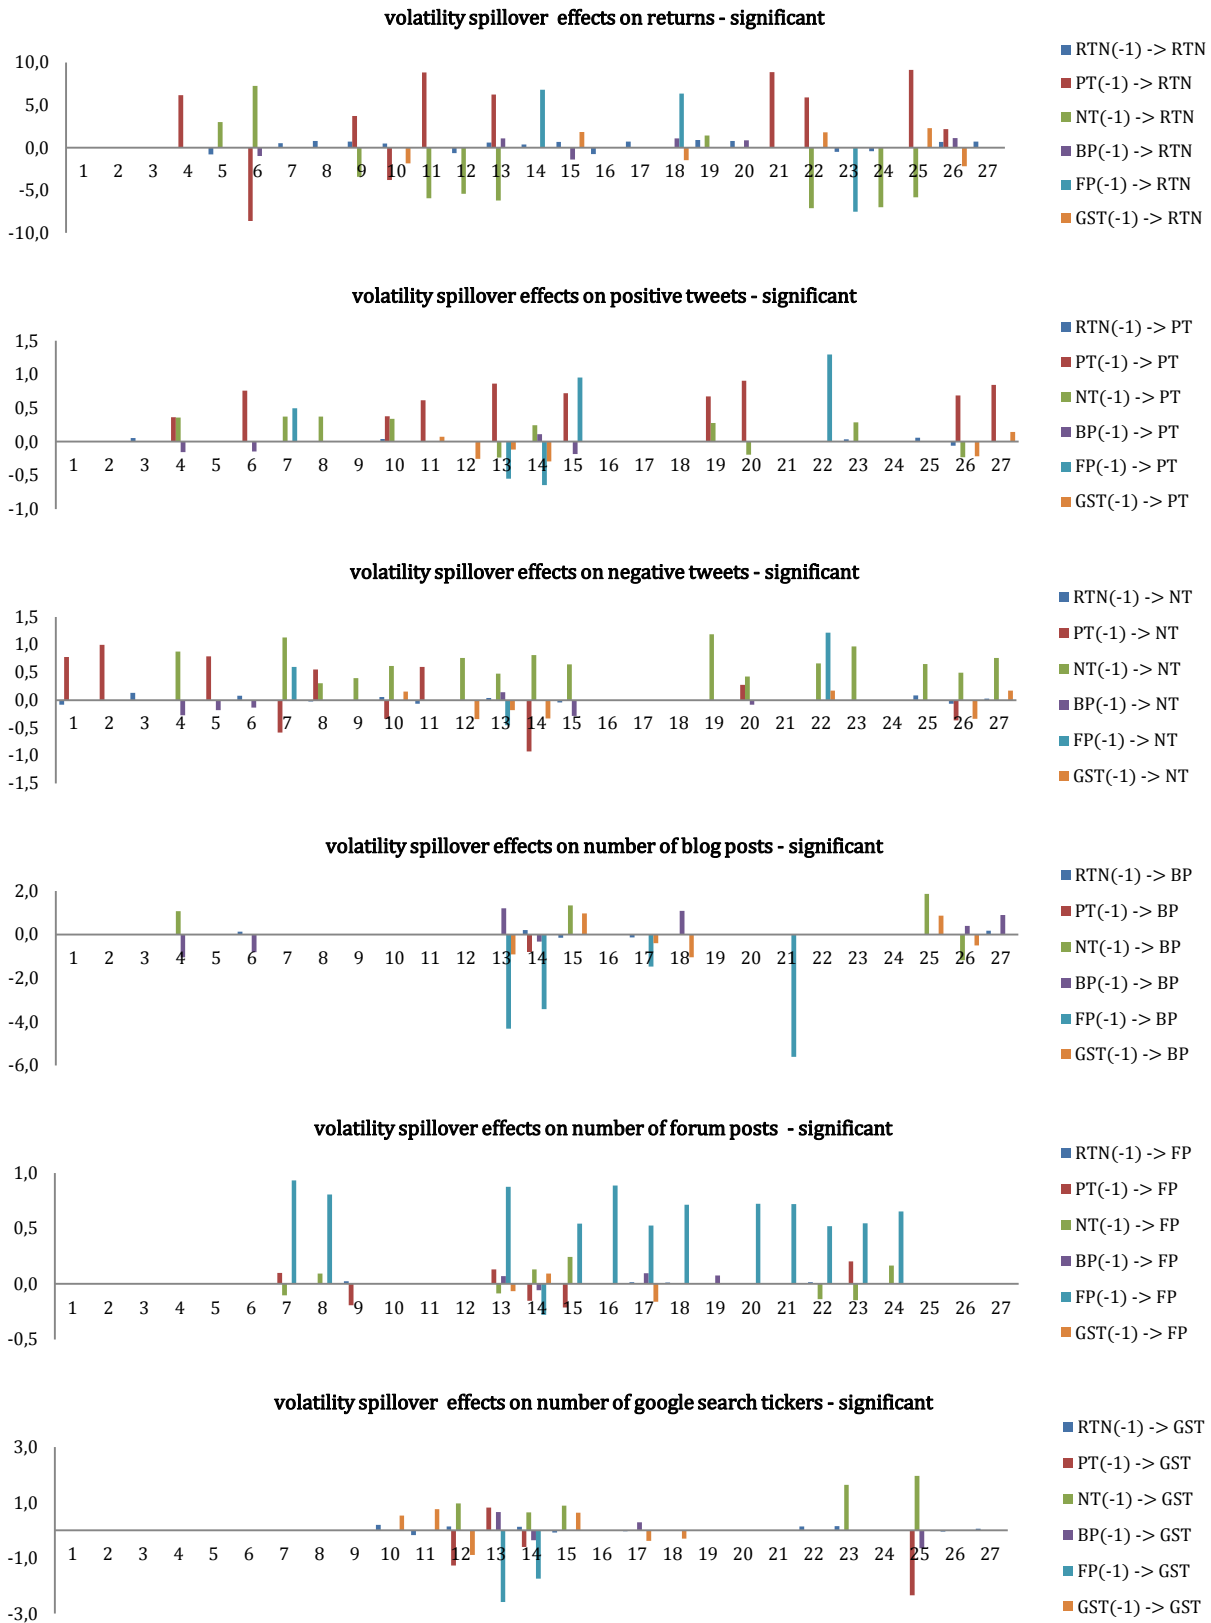 volatility spillover effects on returns - significant
10,0
5,0
0,0
-5,0
-10,0
1 2 3 4 5 6 7 8 9 10 11 12 13 14 15 16 17 18 19 20 21 22 23 24 25 26 27
RTN(-1) -> RTN
PT(-1) -> RTN
NT(-1) -> RTN
BP(-1) -> RTN
FP(-1) -> RTN
GST(-1) -> RTN
volatility spillover effects on positive tweets - significant
1,5
1,0
0,5
0,0
-0,5
-1,0
1 2 3 4 5 6 7 8 9 10 11 12 13 14 15 16 17 18 19 20 21 22 23 24 25 26 27
RTN(-1) -> PT
PT(-1) -> PT
NT(-1) -> PT
BP(-1) -> PT
FP(-1) -> PT
GST(-1) -> PT
volatility spillover effects on negative tweets - significant
1,5
1,0
0,5
0,0
-0,5
-1,0
-1,5
1 2 3 4 5 6 7 8 9 10 11 12 13 14 15 16 17 18 19 20 21 22 23 24 25 26 27
RTN(-1) -> NT
PT(-1) -> NT
NT(-1) -> NT
BP(-1) -> NT
FP(-1) -> NT
GST(-1) -> NT
volatility spillover effects on number of blog posts - significant
2,0
0,0
-2,0
-4,0
-6,0
1 2 3 4 5 6 7 8 9 10 11 12 13 14 15 16 17 18 19 20 21 22 23 24 25 26 27
RTN(-1) -> BP
PT(-1) -> BP
NT(-1) -> BP
BP(-1) -> BP
FP(-1) -> BP
GST(-1) -> BP
volatility spillover effects on number of forum posts - significant
1,0
0,5
0,0
-0,5
1 2 3 4 5 6 7 8 9 10 11 12 13 14 15 16 17 18 19 20 21 22 23 24 25 26 27
RTN(-1) -> FP
PT(-1) -> FP
NT(-1) -> FP
BP(-1) -> FP
FP(-1) -> FP
GST(-1) -> FP
volatility spillover effects on number of google search tickers - significant
3,0
1,0
-1,0
-3,0
1 2 3 4 5 6 7 8 9 10 11 12 13 14 15 16 17 18 19 20 21 22 23 24 25 26 27
RTN(-1) -> GST
PT(-1) -> GST
NT(-1) -> GST
BP(-1) -> GST
FP(-1) -> GST
GST(-1) -> GST